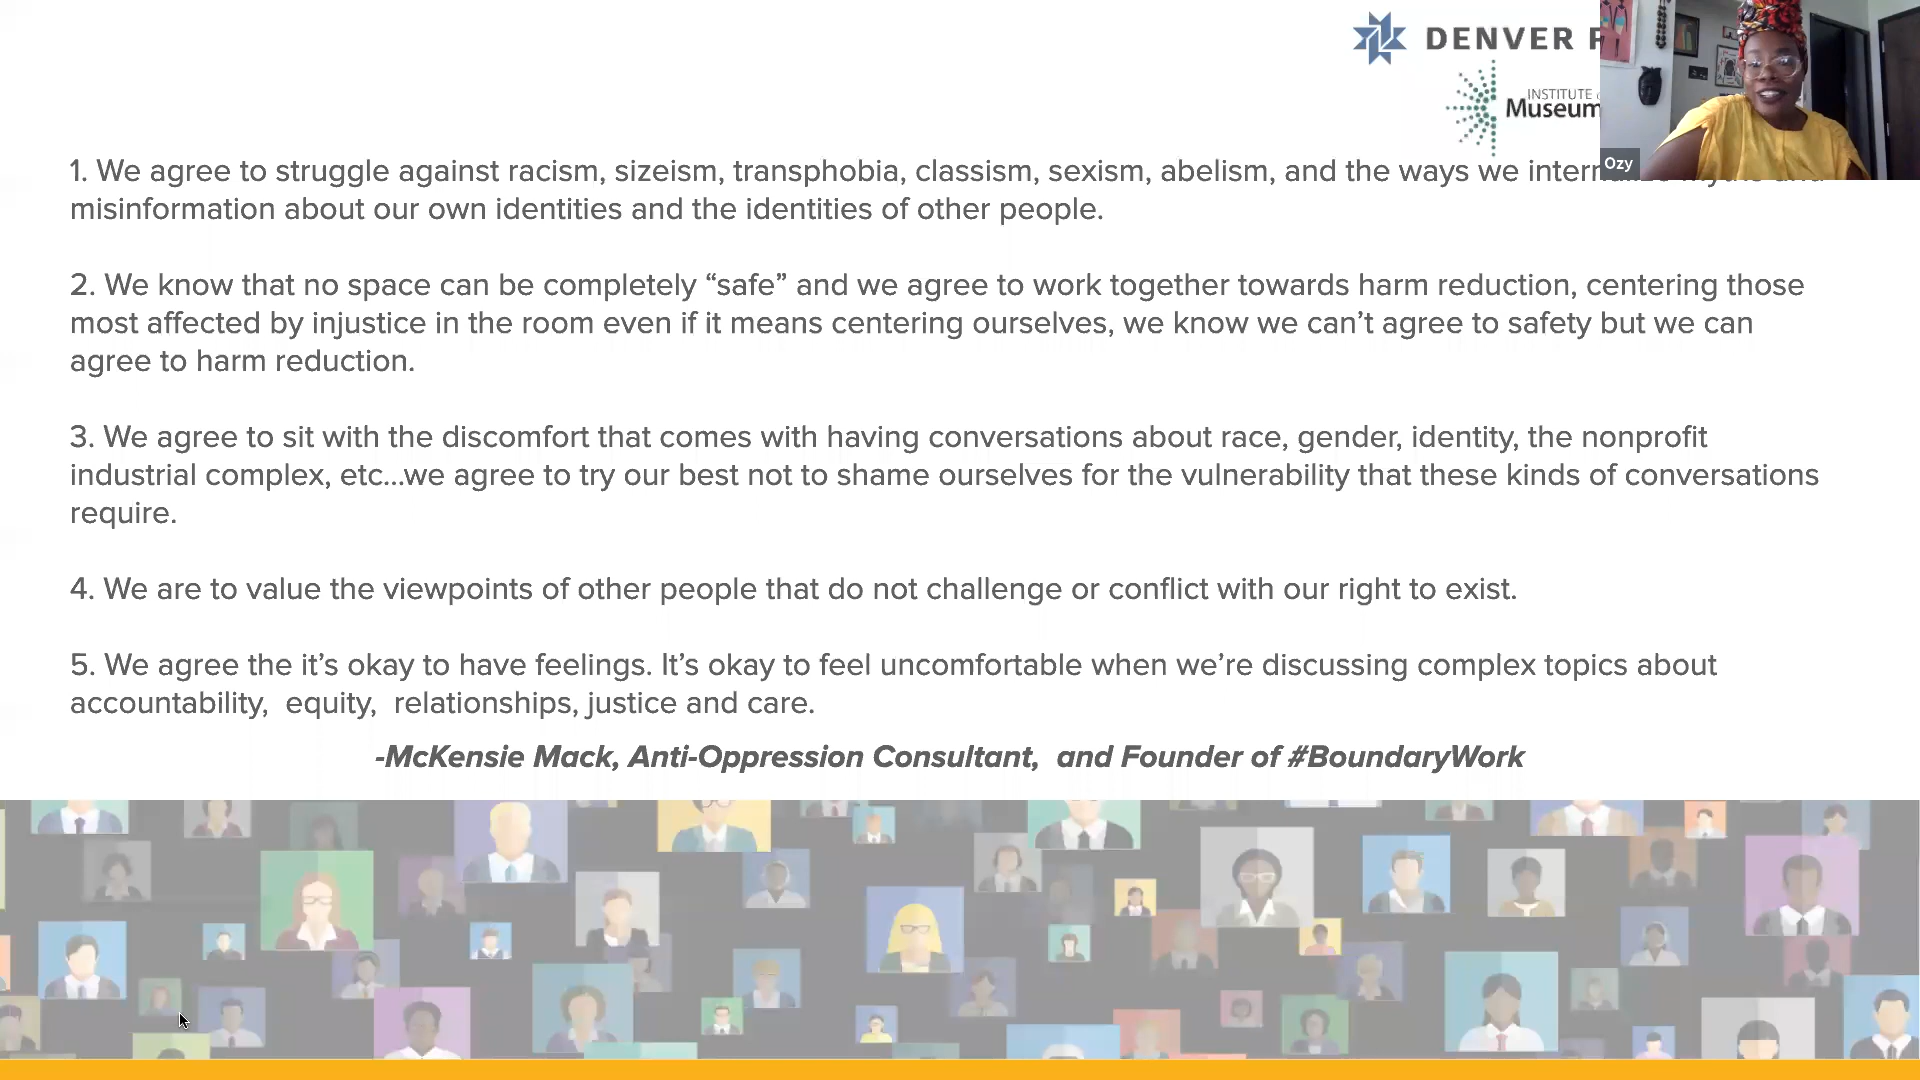 DENVER
INSTITUTE
Museum
Ozy
1. We agree to struggle against racism, sizeism, transphobia, classism, sexism, abelism, and the ways we
misinformation about our own identities and the identities of other people.
2. We know that no space can be completely “safe” and we agree to work together towards harm reduction, centering those
most affected by injustice in the room even if it means centering ourselves, we know we can’t agree to safety but we can
agree to harm reduction.
3. We agree to sit with the discomfort that comes with having conversations about race, gender, identity, the nonprofit
industrial complex, etc...we agree to try our best not to shame ourselves for the vulnerability that these kinds of conversations
require.
4. We are to value the viewpoints of other people that do not challenge or conflict with our right to exist.
5. We agree the it’s okay to have feelings. It’s okay to feel uncomfortable when we’re discussing complex topics about
accountability,  equity,  relationships, justice and care.
-McKensie Mack, Anti-Oppression Consultant,  and Founder of #BoundaryWork